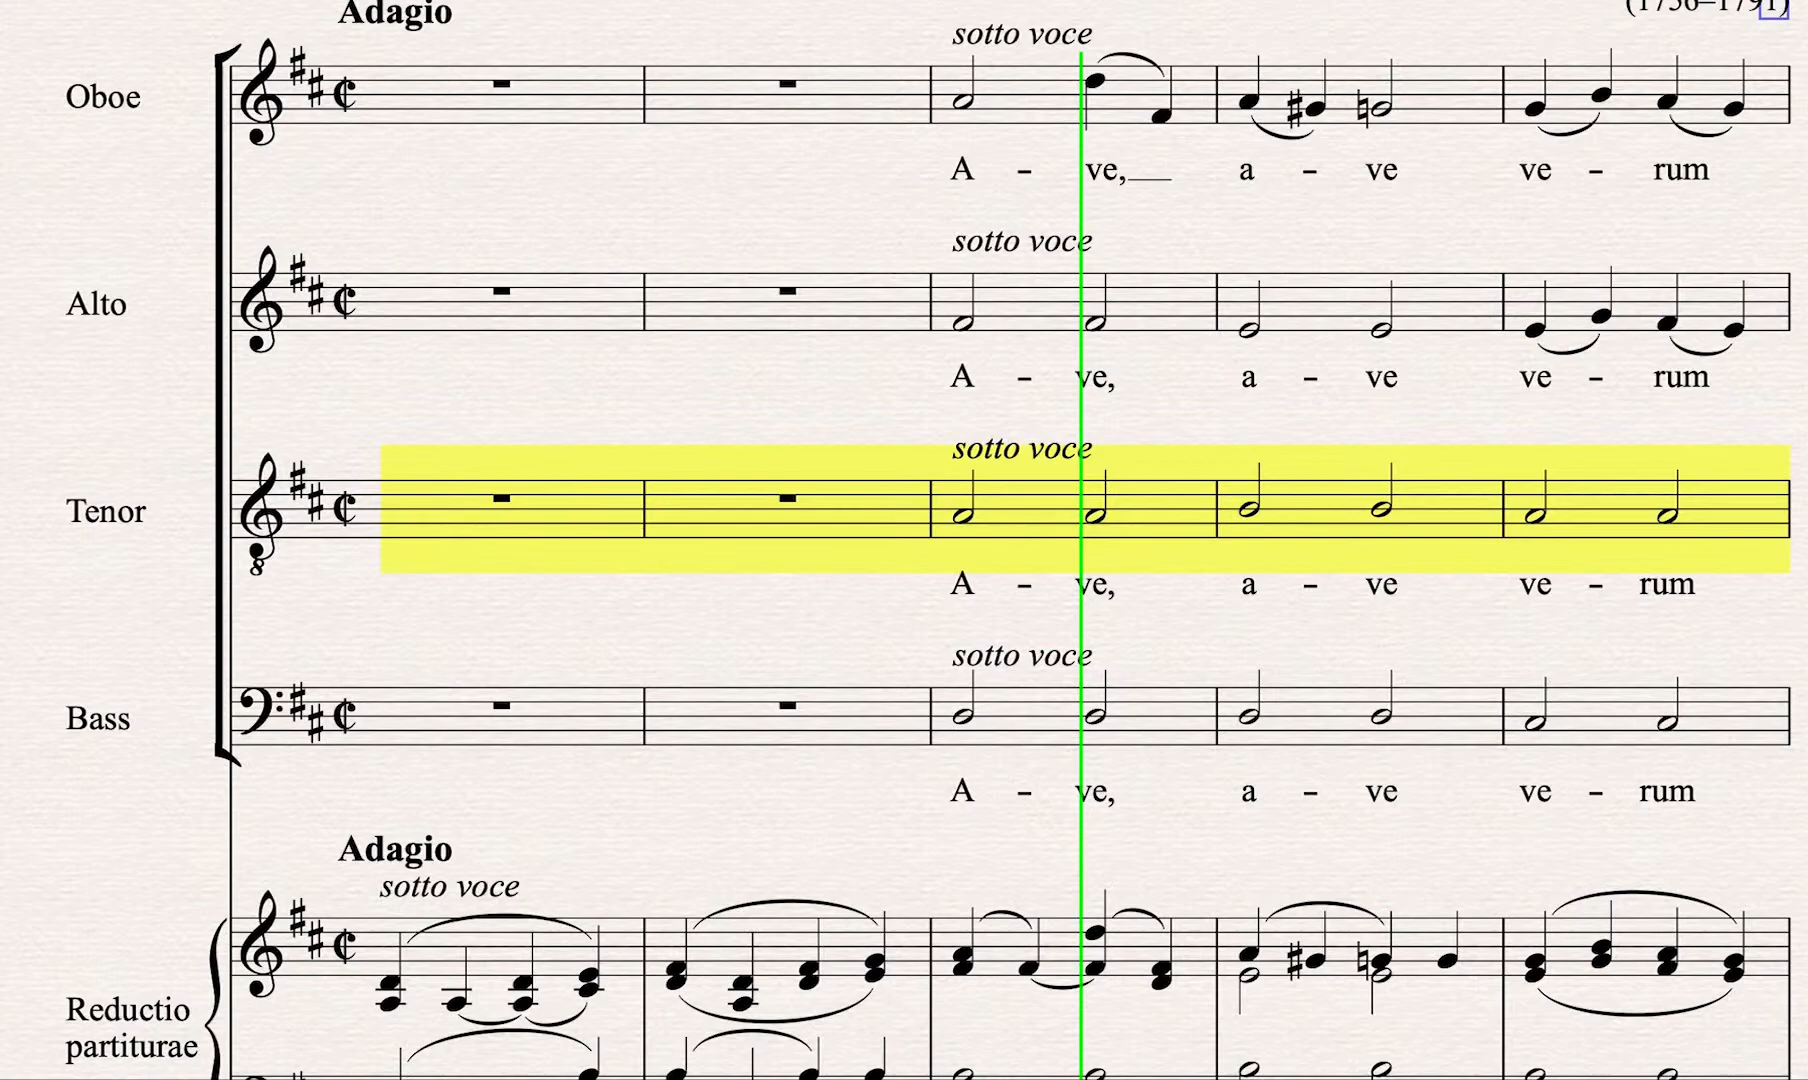 Adagio
(1756–1791)
sotto voce
Oboe
A - ve, a - ve ve - rum
sotto voce
Alto
A - ve, a - ve ve - rum
sotto voce
Tenor
8
A - ve, a - ve ve - rum
sotto voce
Bass
A - ve, a - ve ve - rum
Adagio
sotto voce
Reductio
partiturae